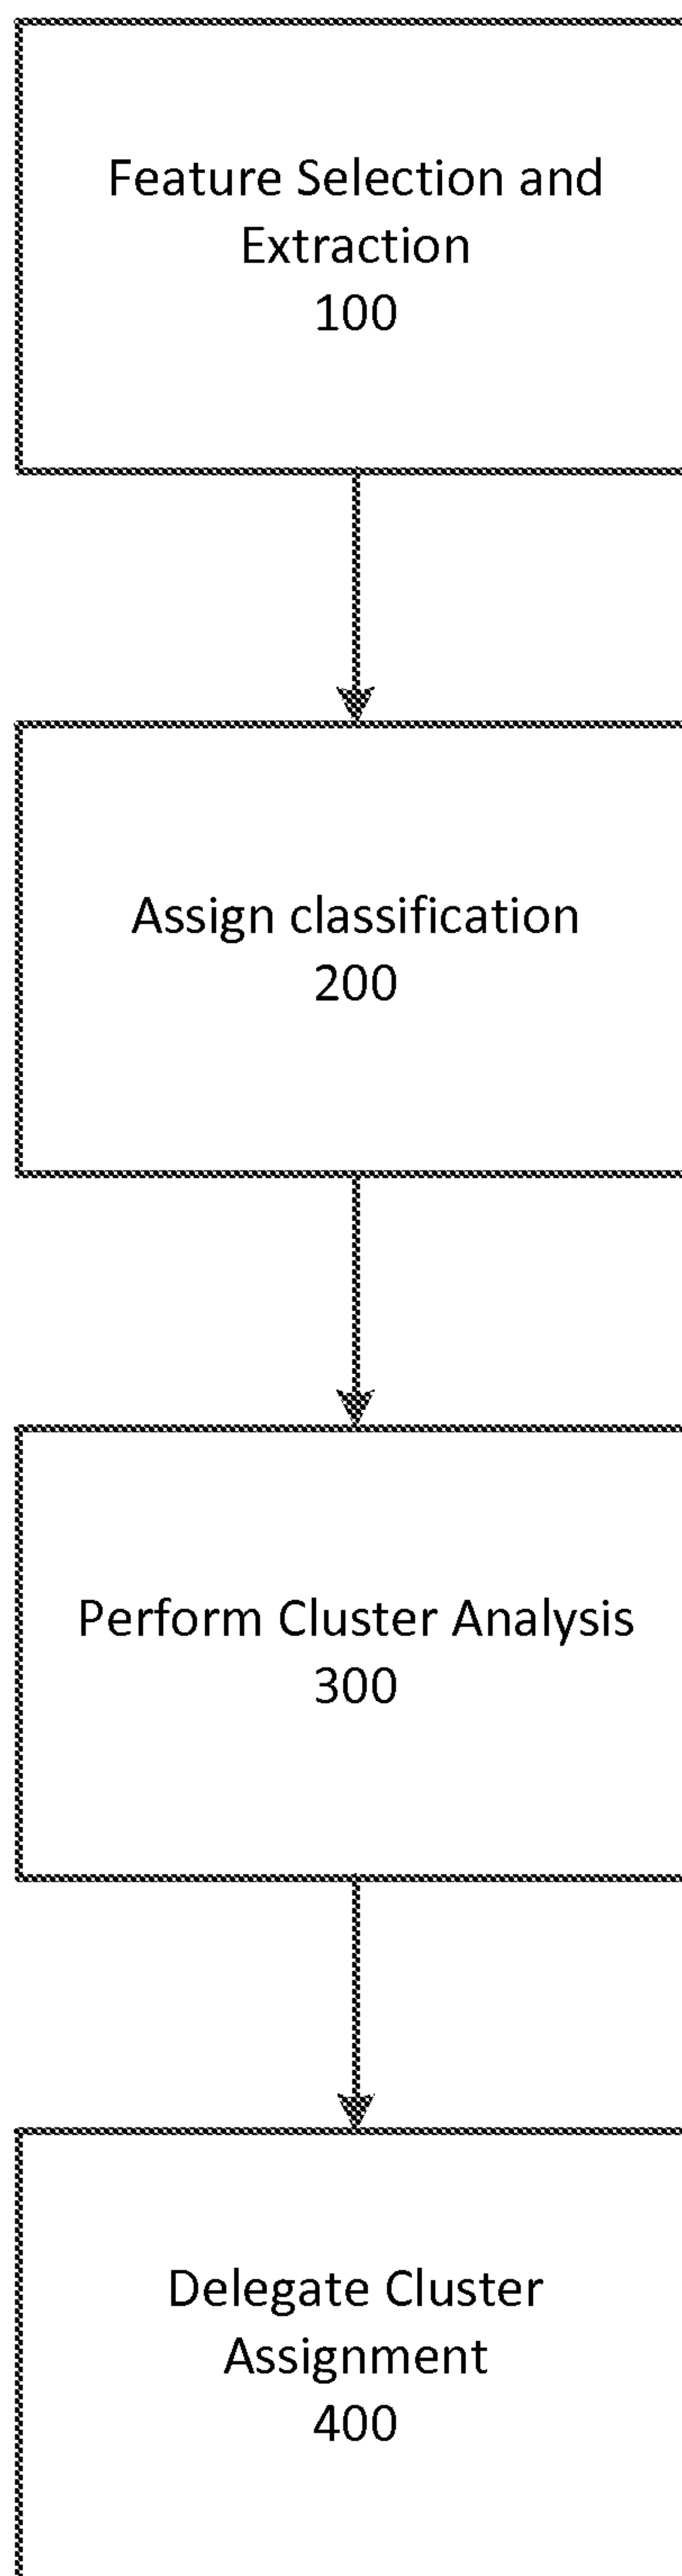 Feature Selection and
Extraction
100
Assign classification
200
Perform Cluster Analysis
300
Delegate Cluster
Assignment
400